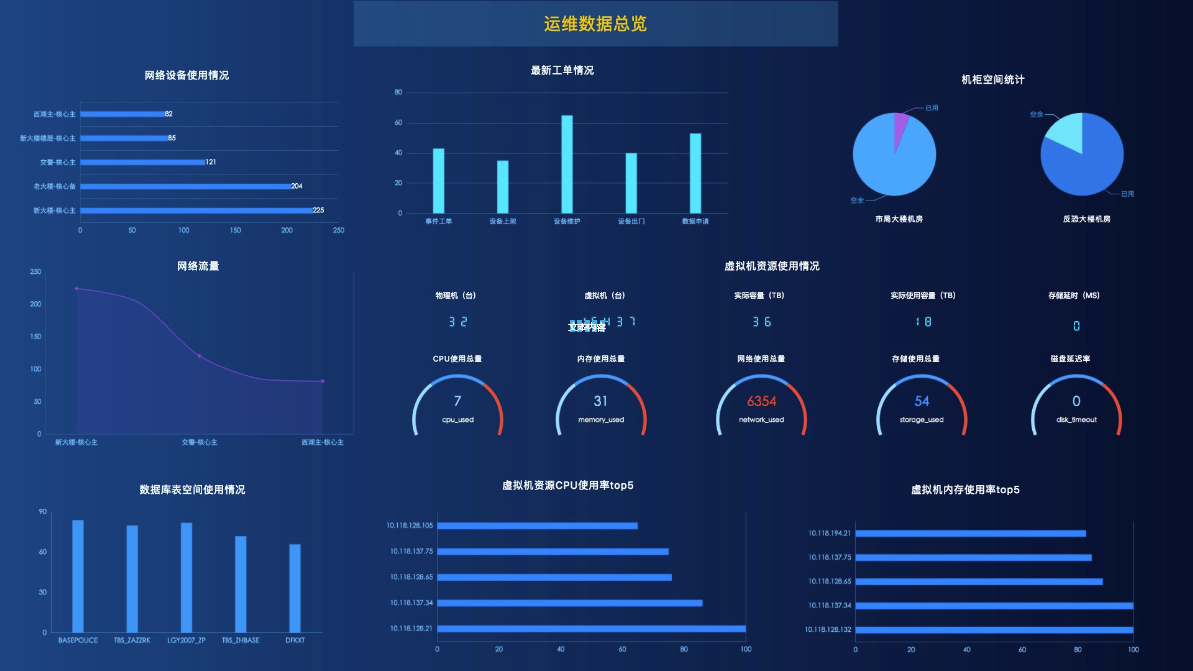 运维数据总览
网络设备使用情况
西湖主-核心主 82
新大楼楼层-核心主 85
交警-核心主 121
老大楼-核心备 204
新大楼-核心主 225
0 50 100 150 200 250
最新工单情况
80
60
40
20
0
事件工单 设备上架 设备维护 设备出门 数据申请
机柜空间统计
已用
空余
市局大楼机房
空余
已用
反恐大楼机房
网络流量
250
200
150
100
50
0
新大楼-核心主 交警-核心主 西湖主-核心主
虚拟机资源使用情况
物理机（台） 虚拟机（台） 实际容量（TB） 实际使用容量（TB） 存储延时（MS）
32 37 36 18 0
CPU使用总量 内存使用总量 网络使用总量 存储使用总量 磁盘延迟率
7 31 6354 54 0
cpu_used memory_used network_used storage_used disk_timeout
数据库表空间使用情况
90
60
30
0
BASEPOLICE TBS_ZAZZRK LGY2007_ZP TBS_ZHBASE DFXXT
虚拟机资源CPU使用率top5
10.118.128.105
10.118.137.75
10.118.128.65
10.118.137.34
10.118.128.21
0 20 40 60 80 100
虚拟机内存使用率top5
10.118.194.21
10.118.137.75
10.118.128.65
10.118.137.34
10.118.128.132
0 20 40 60 80 100